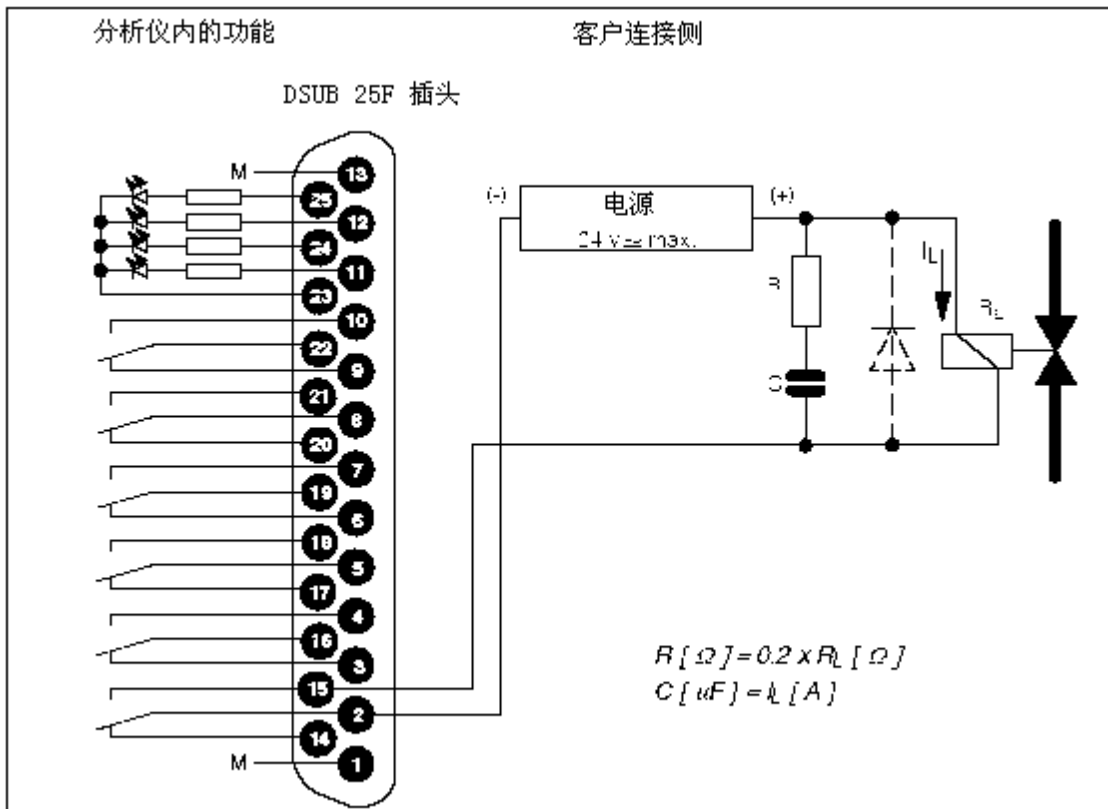 分析仪内的功能
客户连接侧
DSUB 25F 插头
M
13
25
12
24
11
23
10
22
9
21
8
20
7
19
6
18
5
17
4
16
3
15
2
14
1
M
(-)
电源
(+)
24 V== max.
R
C
IL
RL
R [ Ω ] = 0.2 x RL [ Ω ]
C [ uF ] = IL [ A ]